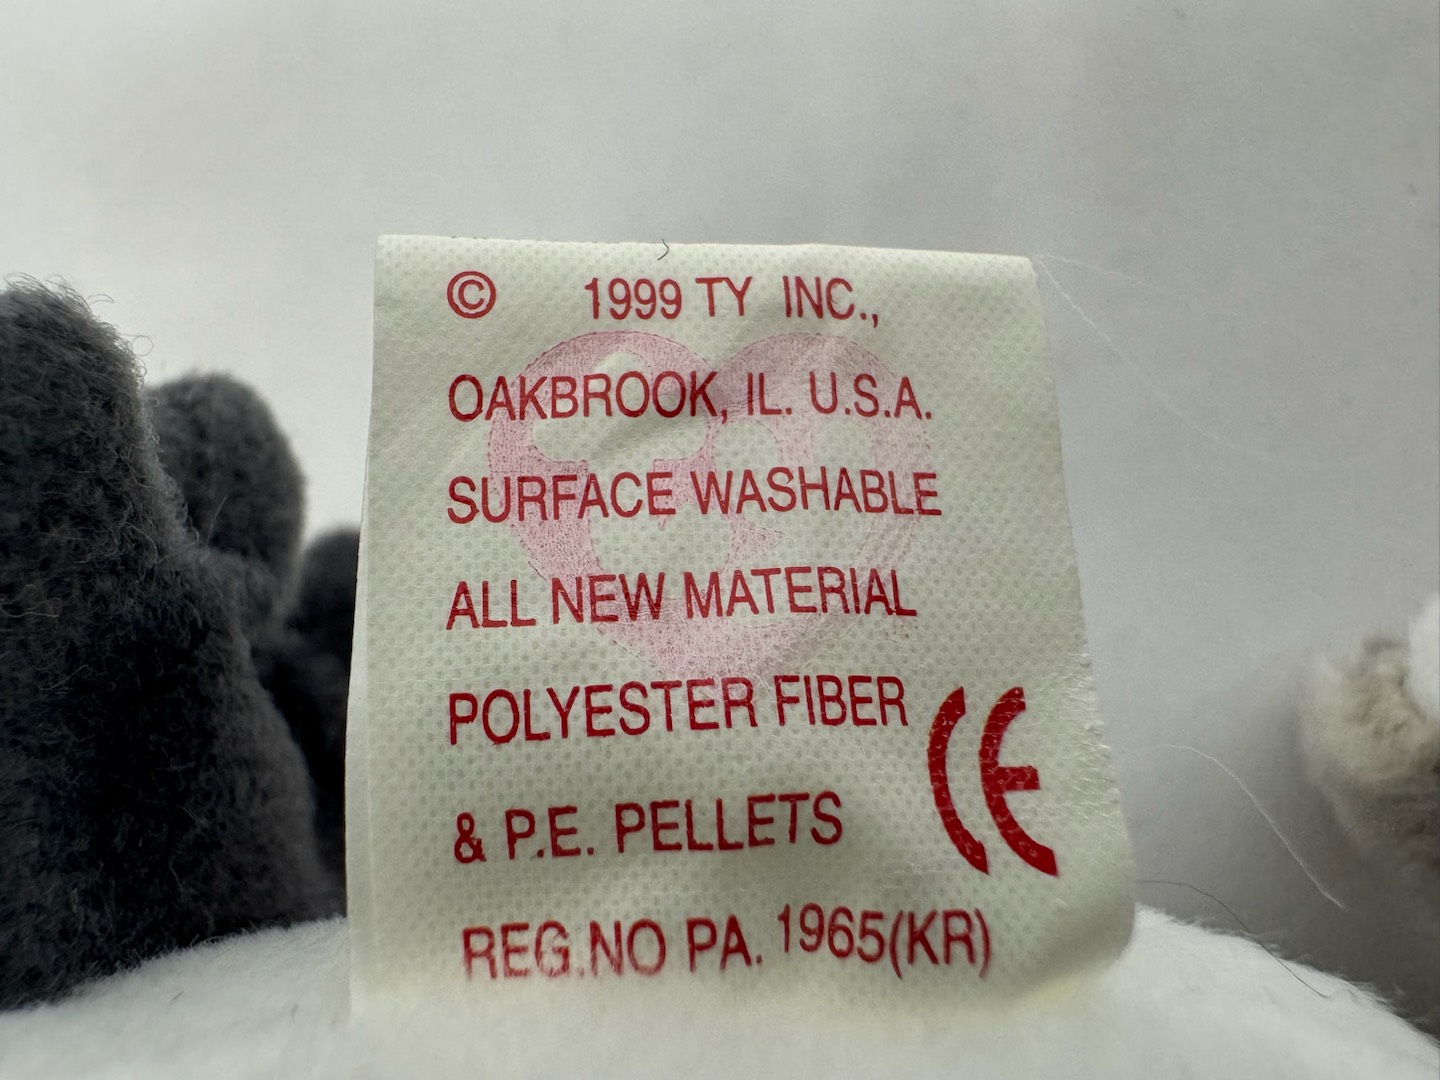 © 1999 TY INC.,
OAKBROOK, IL. U.S.A.
SURFACE WASHABLE
ALL NEW MATERIAL
POLYESTER FIBER
& P.E. PELLETS
CE
REG.NO PA. 1965(KR)